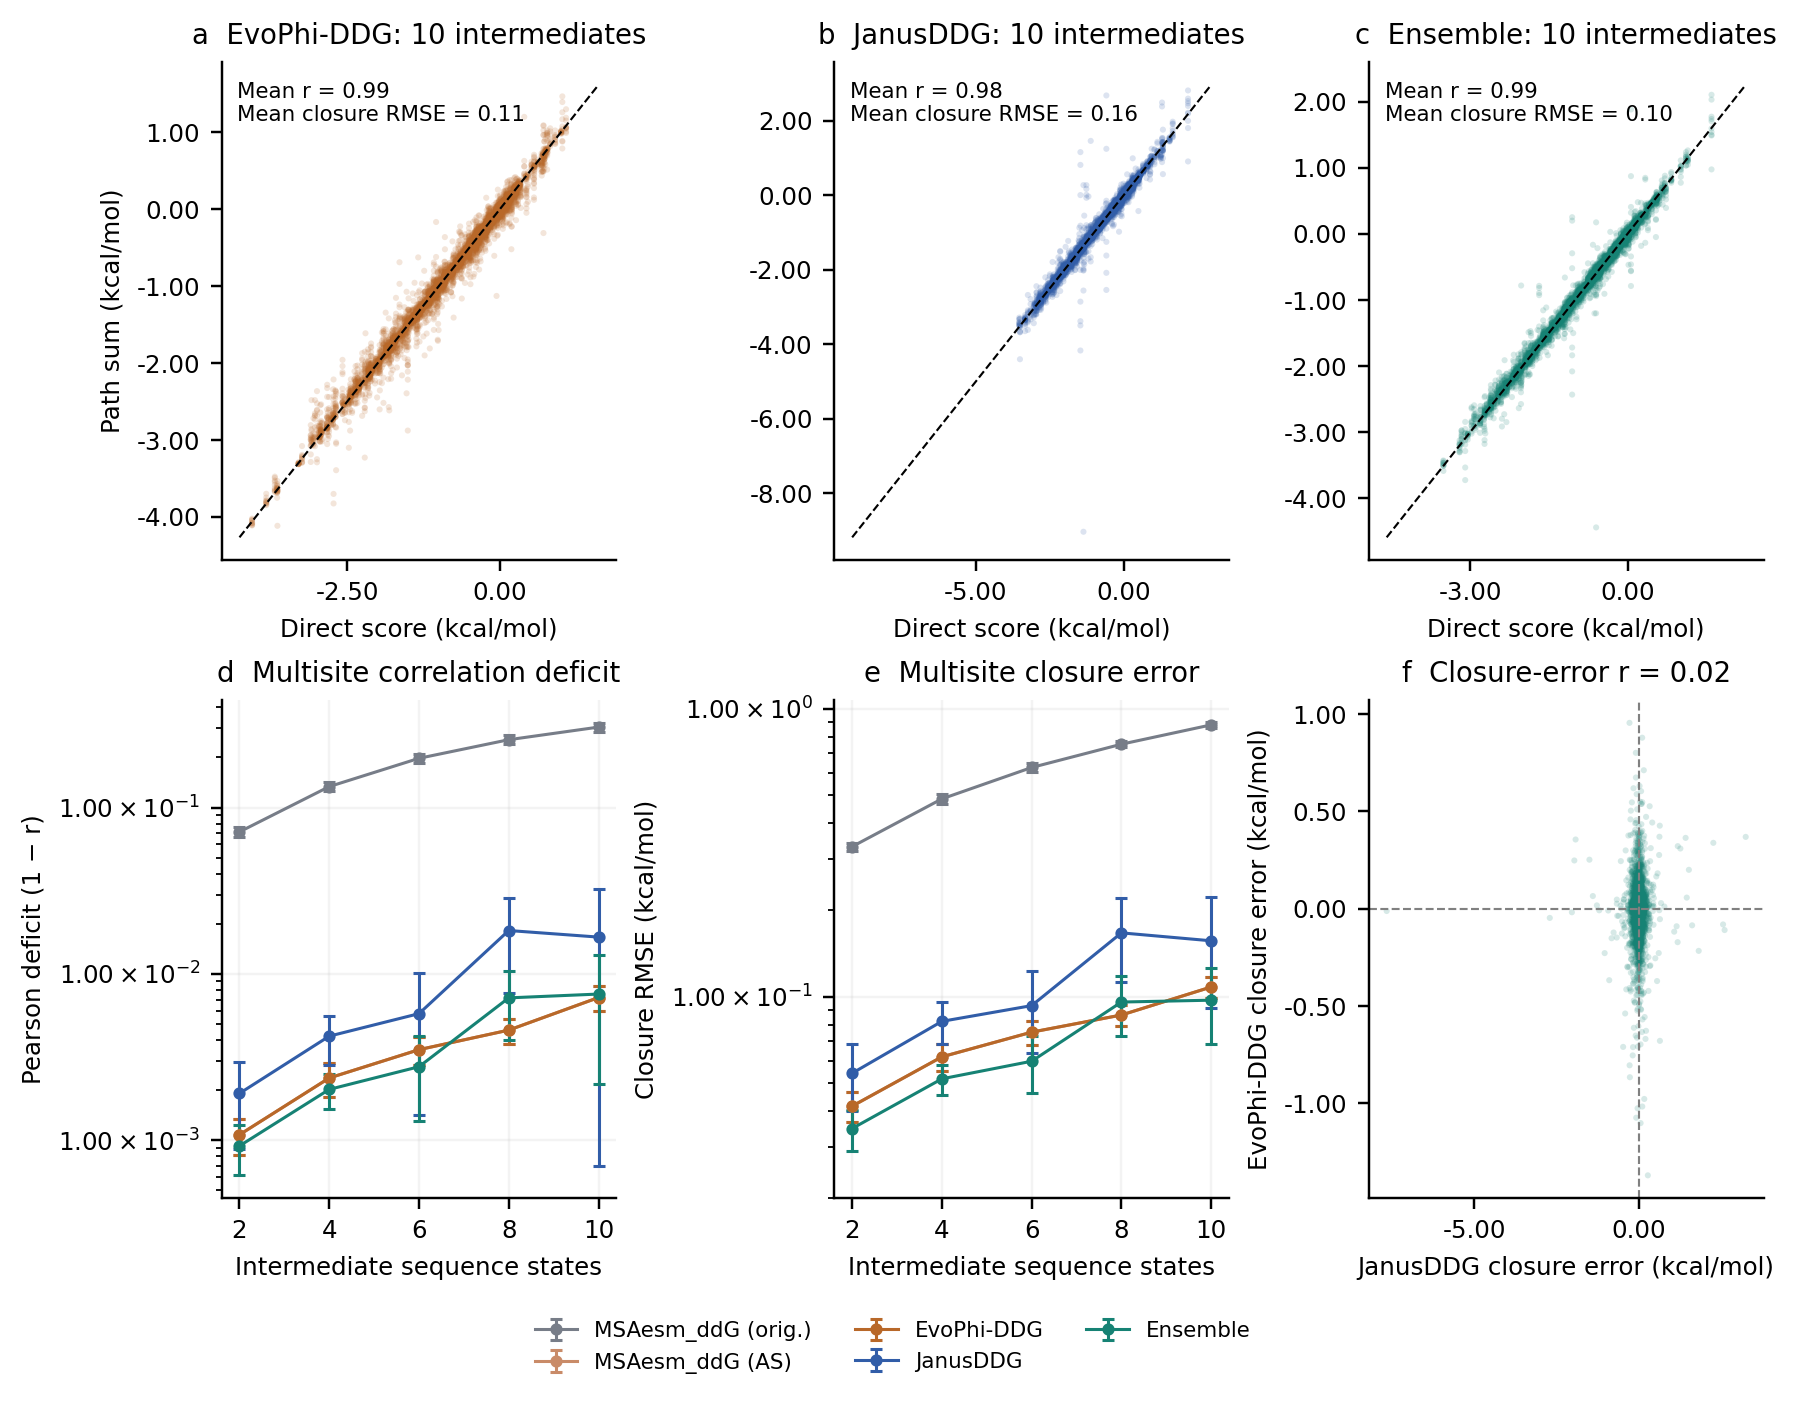 a EvoPhi-DDG: 10 intermediates
Mean r = 0.99
Mean closure RMSE = 0.11
1.00
0.00
-1.00
-2.00
-3.00
-4.00
Path sum (kcal/mol)
-2.50
0.00
Direct score (kcal/mol)
b JanusDDG: 10 intermediates
Mean r = 0.98
Mean closure RMSE = 0.16
2.00
0.00
-2.00
-4.00
-6.00
-8.00
-5.00
0.00
Direct score (kcal/mol)
c Ensemble: 10 intermediates
Mean r = 0.99
Mean closure RMSE = 0.10
2.00
1.00
0.00
-1.00
-2.00
-3.00
-4.00
-3.00
0.00
Direct score (kcal/mol)
d Multisite correlation deficit
1.00 × 10⁻¹
1.00 × 10⁻²
1.00 × 10⁻³
Pearson deficit (1 − r)
2 4 6 8 10
Intermediate sequence states
e Multisite closure error
1.00 × 10⁰
1.00 × 10⁻¹
Closure RMSE (kcal/mol)
2 4 6 8 10
Intermediate sequence states
f Closure-error r = 0.02
1.00
0.50
0.00
-0.50
-1.00
EvoPhi-DDG closure error (kcal/mol)
-5.00
0.00
JanusDDG closure error (kcal/mol)
MSAesm_ddG (orig.)
MSAesm_ddG (AS)
EvoPhi-DDG
JanusDDG
Ensemble